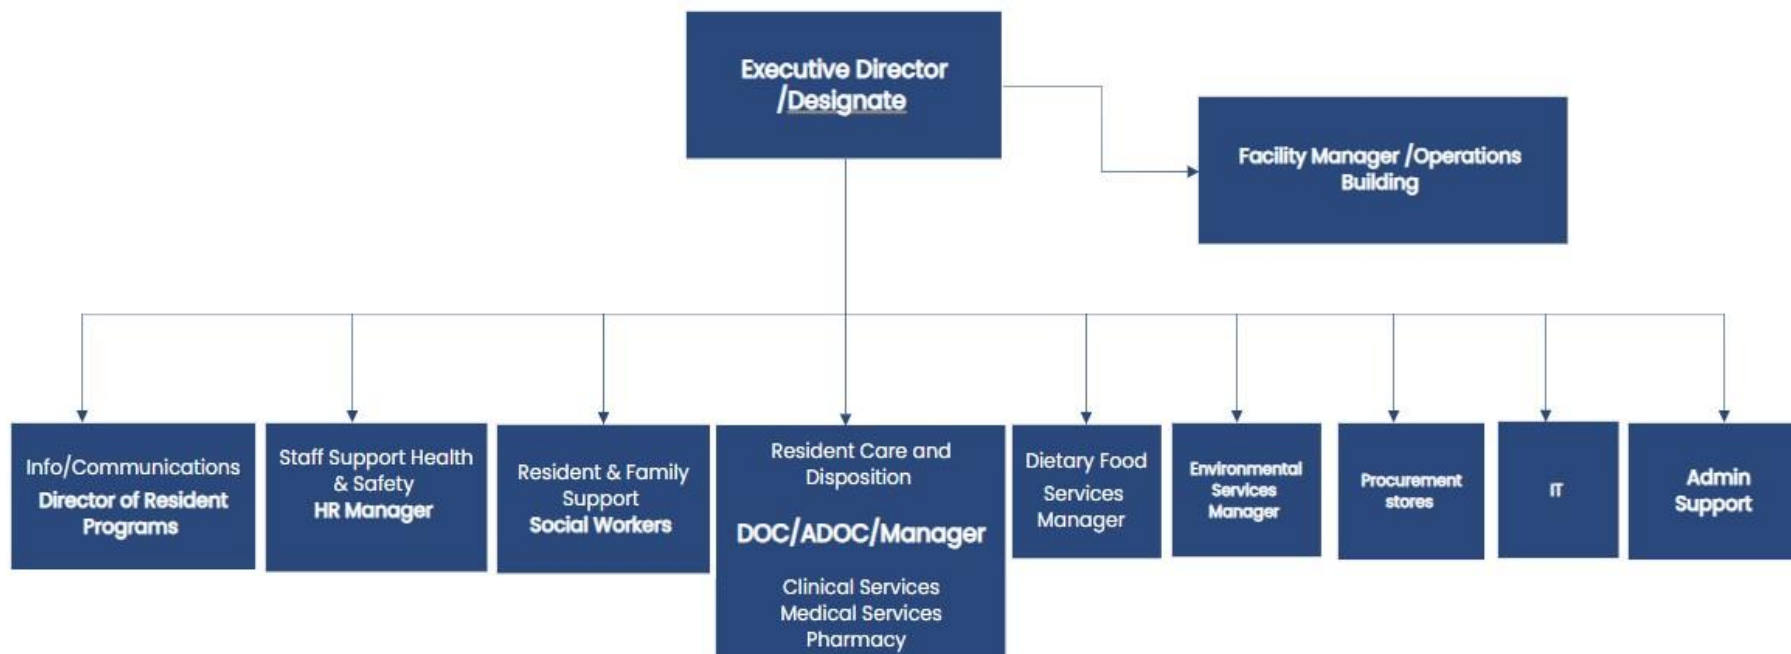 Executive Director
/Designate
Facility Manager /Operations
Building
Info/Communications
Director of Resident
Programs
Staff Support Health
& Safety
HR Manager
Resident & Family
Support
Social Workers
Resident Care and
Disposition
DOC/ADOC/Manager
Clinical Services
Medical Services
Pharmacy
Dietary Food
Services
Manager
Environmental
Services
Manager
Procurement
stores
IT
Admin
Support